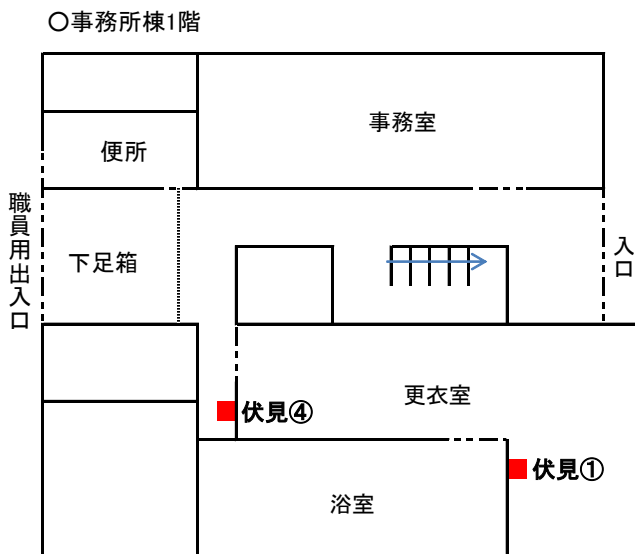 〇事務所棟1階
事務室
便所
職員用出入口
下足箱
入口
更衣室
伏見④
伏見①
浴室